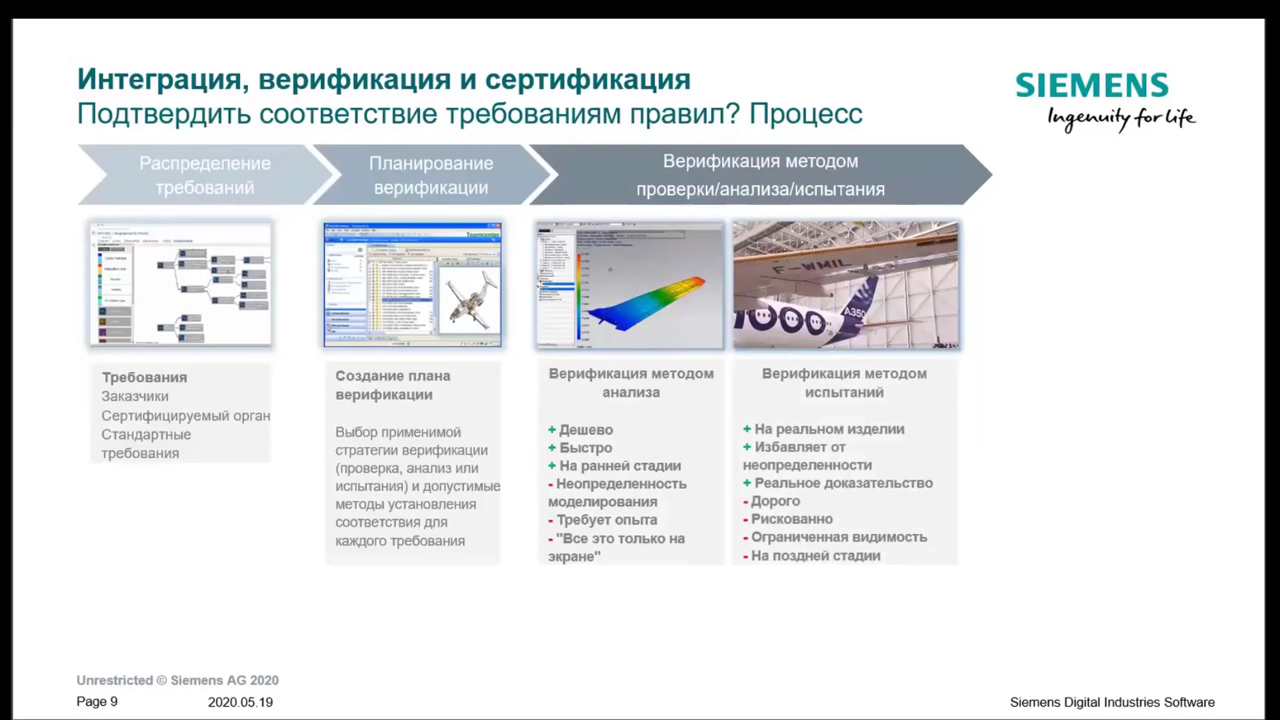 Интеграция, верификация и сертификация
Подтвердить соответствие требованиям правил? Процесс
SIEMENS
Ingenuity for life
Распределение
требований
Планирование
верификации
Верификация методом
проверки/анализа/испытания
F-WMIL
A350
Требования
Заказчики
Сертифицируемый орган
Стандартные
требования
Создание плана
верификации
Выбор применимой
стратегии верификации
(проверка, анализ или
испытания) и допустимые
методы установления
соответствия для
каждого требования
Верификация методом
анализа
+ Дешево
+ Быстро
+ На ранней стадии
- Неопределенность
моделирования
- Требует опыта
- "Все это только на
экране"
Верификация методом
испытаний
+ На реальном изделии
+ Избавляет от
неопределенности
+ Реальное доказательство
- Дорого
- Рискованно
- Ограниченная видимость
- На поздней стадии
Unrestricted © Siemens AG 2020
Page 9
2020.05.19
Siemens Digital Industries Software